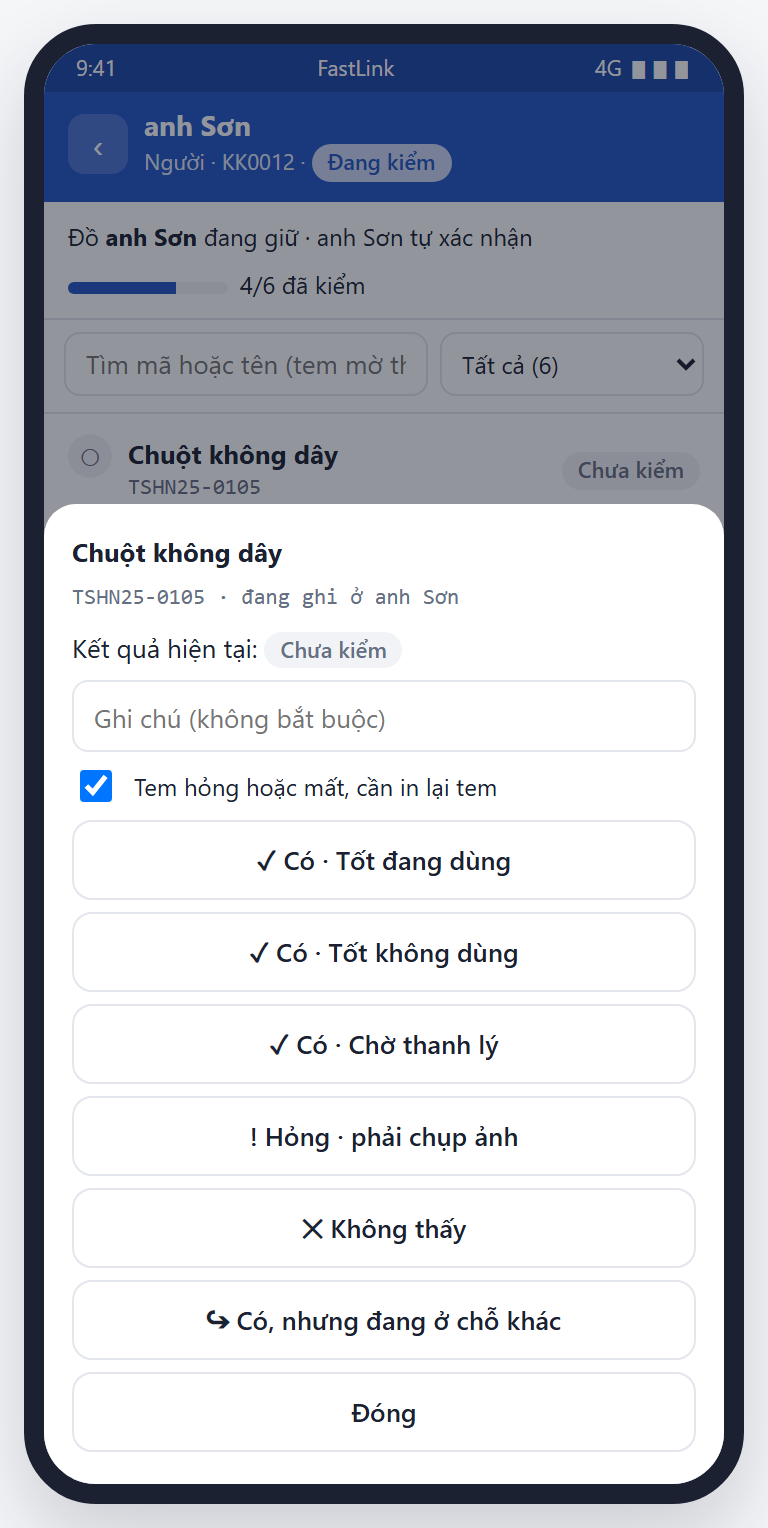 9:41 FastLink 4G
‹ anh Sơn
Người · KK0012 · Đang kiểm
Đồ anh Sơn đang giữ · anh Sơn tự xác nhận
4/6 đã kiểm
Tìm mã hoặc tên (tem mờ th Tất cả (6)
Chuột không dây
TSHN25-0105
Chưa kiểm
Chuột không dây
TSHN25-0105 · đang ghi ở anh Sơn
Kết quả hiện tại: Chưa kiểm
Ghi chú (không bắt buộc)
Tem hỏng hoặc mất, cần in lại tem
✓ Có · Tốt đang dùng
✓ Có · Tốt không dùng
✓ Có · Chờ thanh lý
! Hỏng · phải chụp ảnh
✕ Không thấy
↪ Có, nhưng đang ở chỗ khác
Đóng